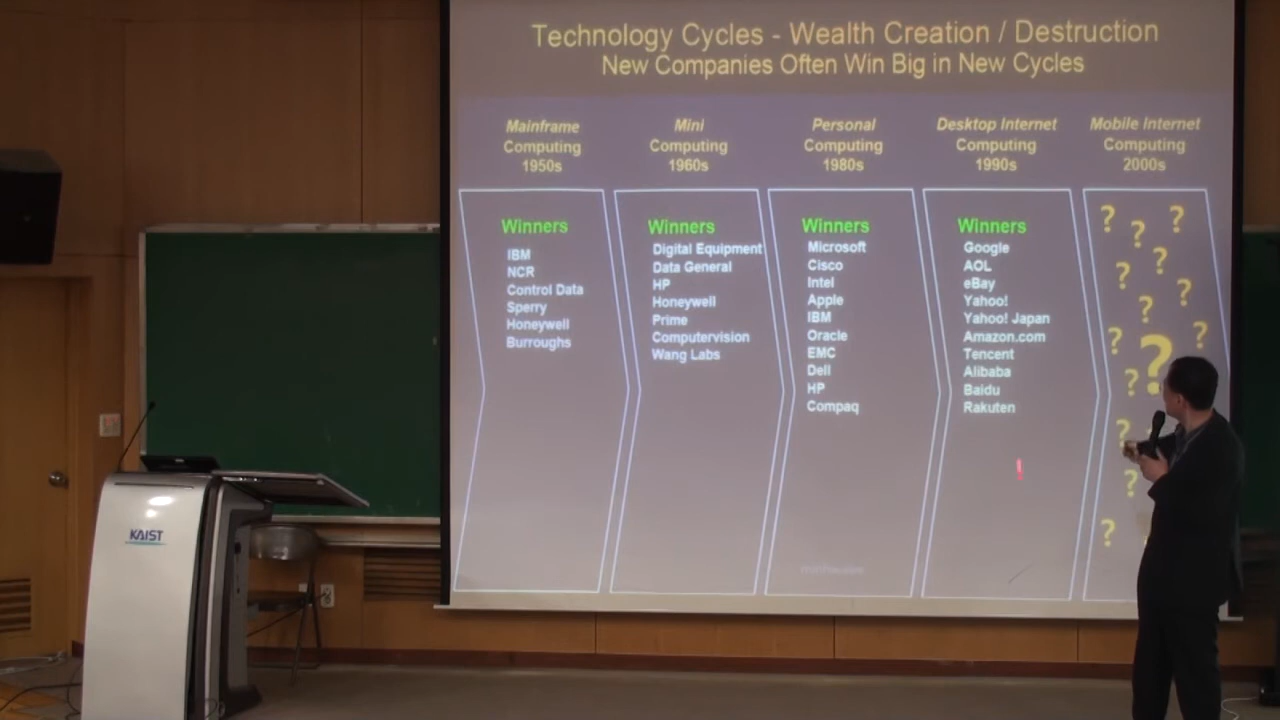 Technology Cycles - Wealth Creation / Destruction
New Companies Often Win Big in New Cycles
Mainframe
Computing
1950s
Winners
IBM
NCR
Control Data
Sperry
Honeywell
Burroughs
Mini
Computing
1960s
Winners
Digital Equipment
Data General
HP
Honeywell
Prime
Computervision
Wang Labs
Personal
Computing
1980s
Winners
Microsoft
Cisco
Intel
Apple
IBM
Oracle
EMC
Dell
HP
Compaq
Desktop Internet
Computing
1990s
Winners
Google
AOL
eBay
Yahoo!
Yahoo! Japan
Amazon.com
Tencent
Alibaba
Baidu
Rakuten
Mobile Internet
Computing
2000s
? ?
?
?
?
?
?
?
?
?
?
?
?
?
KAIST